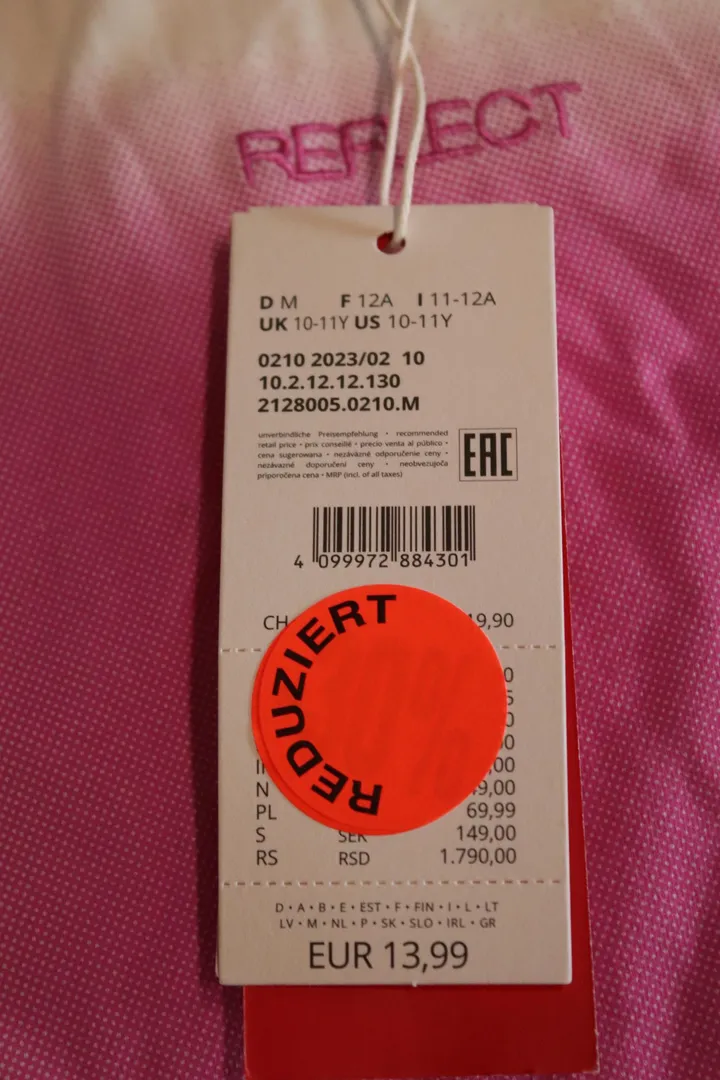 REFLECT
D M F 12A I 11-12A
UK 10-11Y US 10-11Y
0210 2023/02 10
10.2.12.12.130
2128005.0210.M
unverbindliche Preisempfehlung • recommended
retail price • prix conseillé • precio venta al público •
cena sugerowana • nezávazné odporučenie ceny •
nezávazné doporučení ceny • neobvezujoča
priporočena cena • MRP (incl. of all taxes)
EAC
4 099972 884301
CH 19,90
REDUZIERT
N 49,00
PL 69,99
S SEK 149,00
RS RSD 1.790,00
D • A • B • E • EST • F • FIN • I • L • LT
LV • M • NL • P • SK • SLO • IRL • GR
EUR 13,99